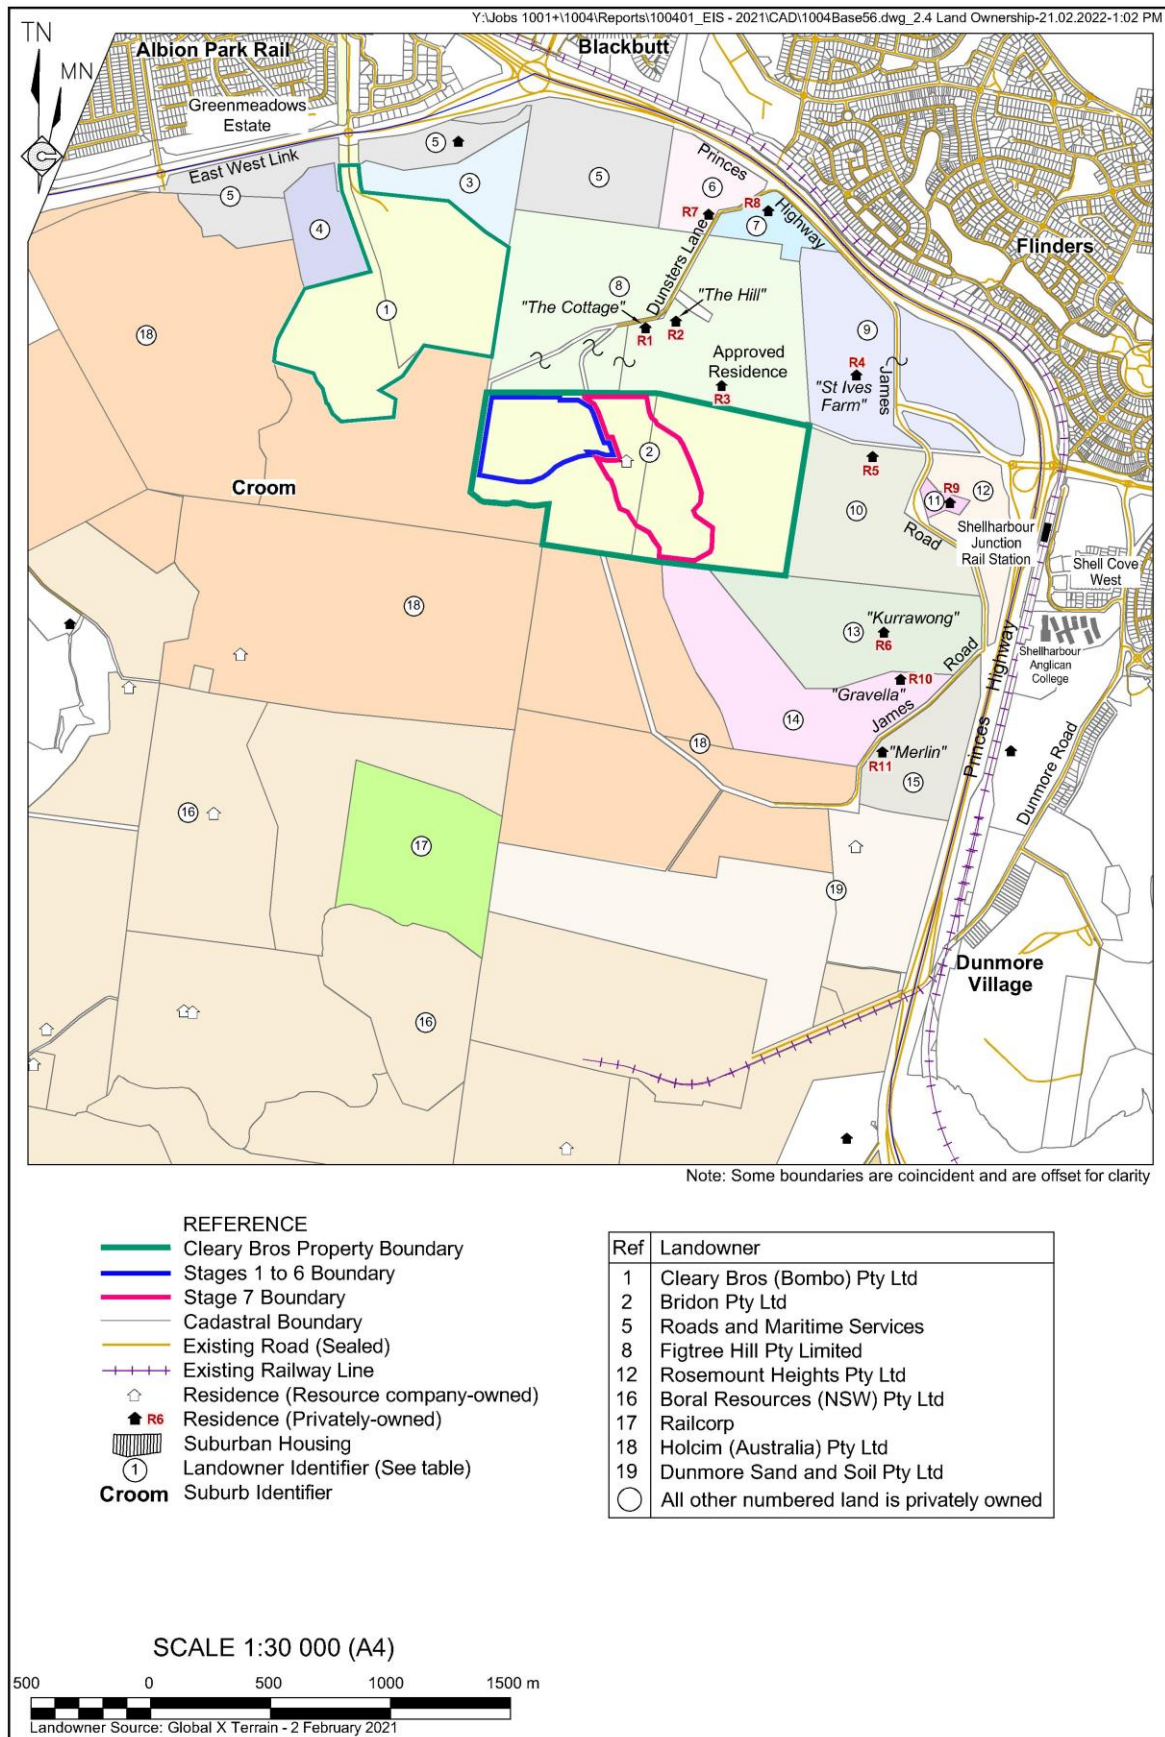 Y:\Jobs 1001+\1004\Reports\100401_EIS - 2021\CAD\1004Base56.dwg_2.4 Land Ownership-21.02.2022-1:02 PM
TN
MN
Albion Park Rail
Blackbutt
Greenmeadows
Estate
East West Link
5
5
3
5
4
Princes
6
R7
R8
7
Highway
Flinders
1
18
8
Dunsters Lane
"The Cottage"
"The Hill"
R1
R2
9
Approved
Residence
R3
R4
"St Ives
Farm"
James
2
Croom
R5
10
R9
11
12
Road
Shellharbour
Junction
Rail Station
Shell Cove
West
18
"Kurrawong"
13
R6
Road
Highway
Shellharbour
Anglican
College
R10
"Gravella"
14
James
18
"Merlin"
R11
15
Princes
Dunmore Road
16
17
19
Dunmore
Village
16
Note: Some boundaries are coincident and are offset for clarity
REFERENCE
Cleary Bros Property Boundary
Stages 1 to 6 Boundary
Stage 7 Boundary
Cadastral Boundary
Existing Road (Sealed)
Existing Railway Line
Residence (Resource company-owned)
R6 Residence (Privately-owned)
Suburban Housing
1 Landowner Identifier (See table)
Croom Suburb Identifier
Ref Landowner
1 Cleary Bros (Bombo) Pty Ltd
2 Bridon Pty Ltd
5 Roads and Maritime Services
8 Figtree Hill Pty Limited
12 Rosemount Heights Pty Ltd
16 Boral Resources (NSW) Pty Ltd
17 Railcorp
18 Holcim (Australia) Pty Ltd
19 Dunmore Sand and Soil Pty Ltd
All other numbered land is privately owned
SCALE 1:30 000 (A4)
500 0 500 1000 1500 m
Landowner Source: Global X Terrain - 2 February 2021